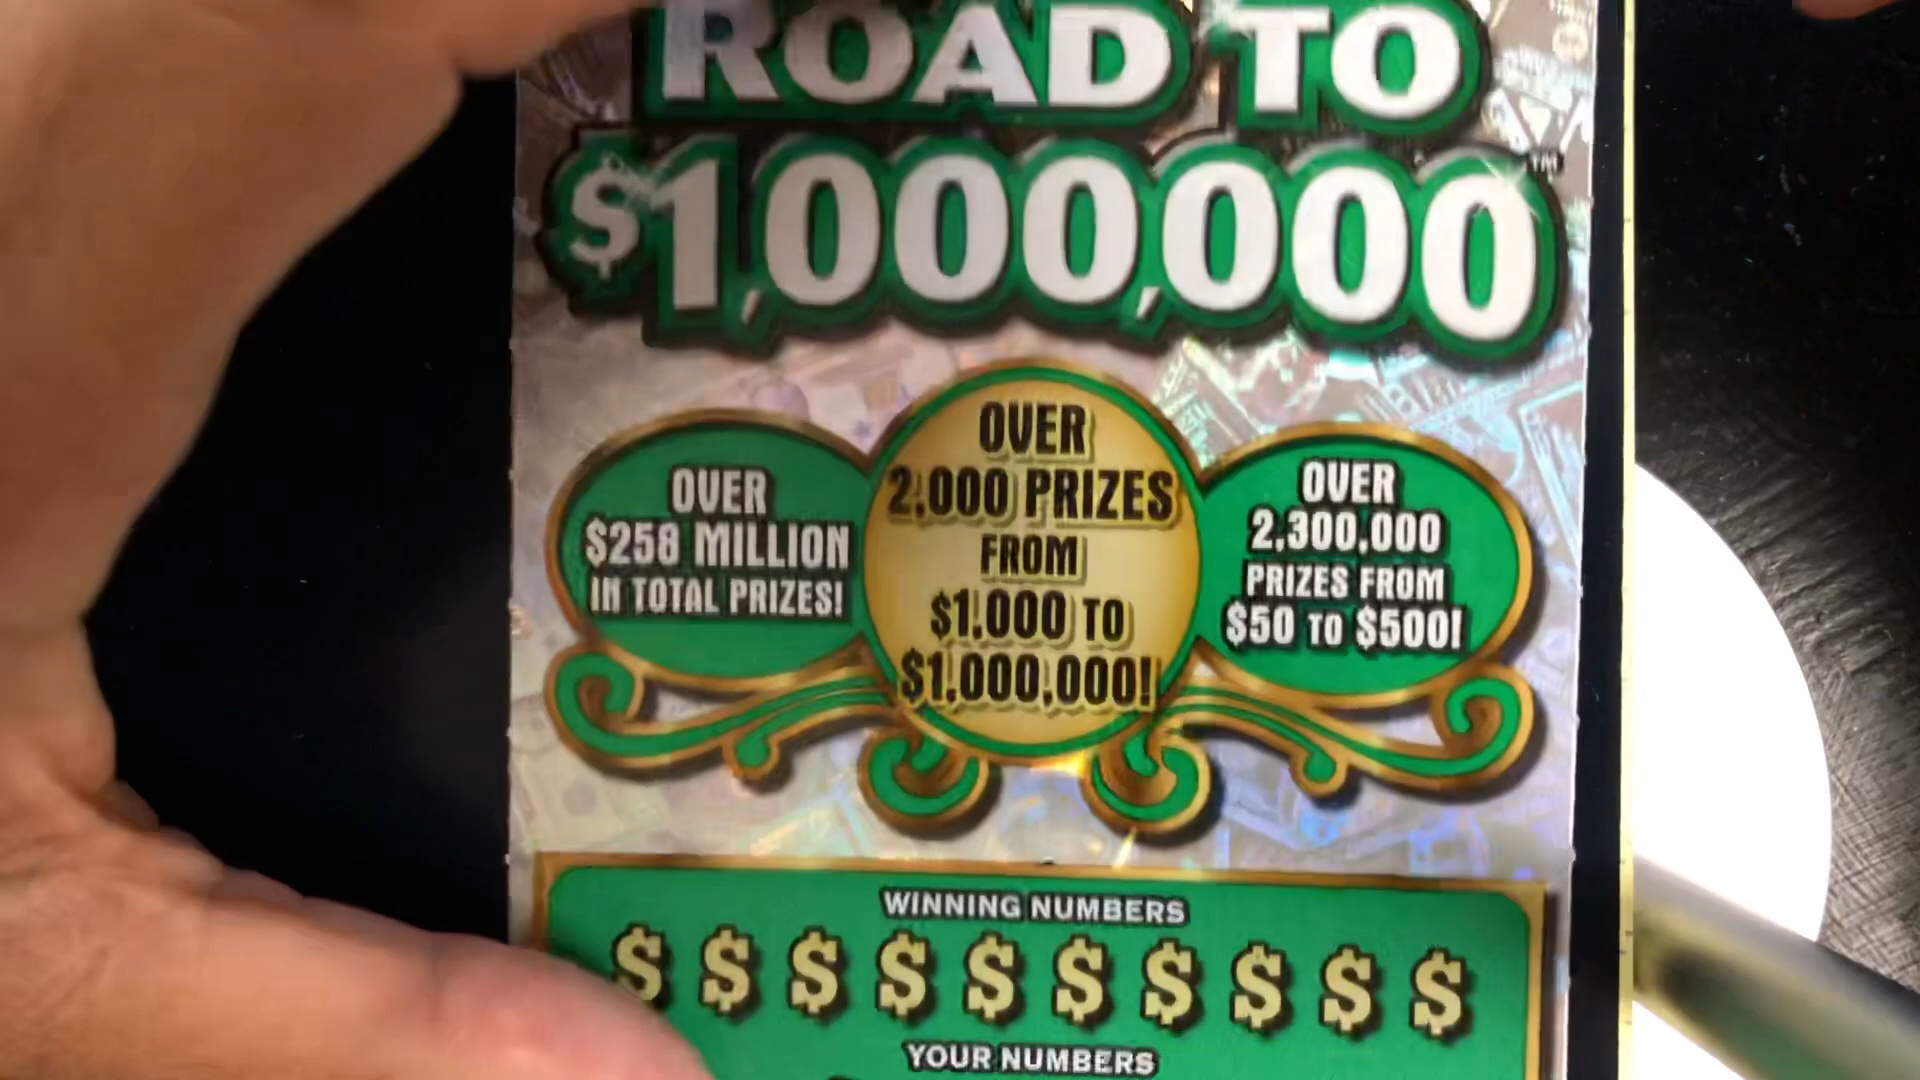 ROAD TO
$1,000,000™
OVER
$258 MILLION
IN TOTAL PRIZES!
OVER
2,000 PRIZES
FROM
$1,000 TO
$1,000,000!
OVER
2,300,000
PRIZES FROM
$50 TO $500!
WINNING NUMBERS
$ $ $ $ $ $ $ $ $ $
YOUR NUMBERS